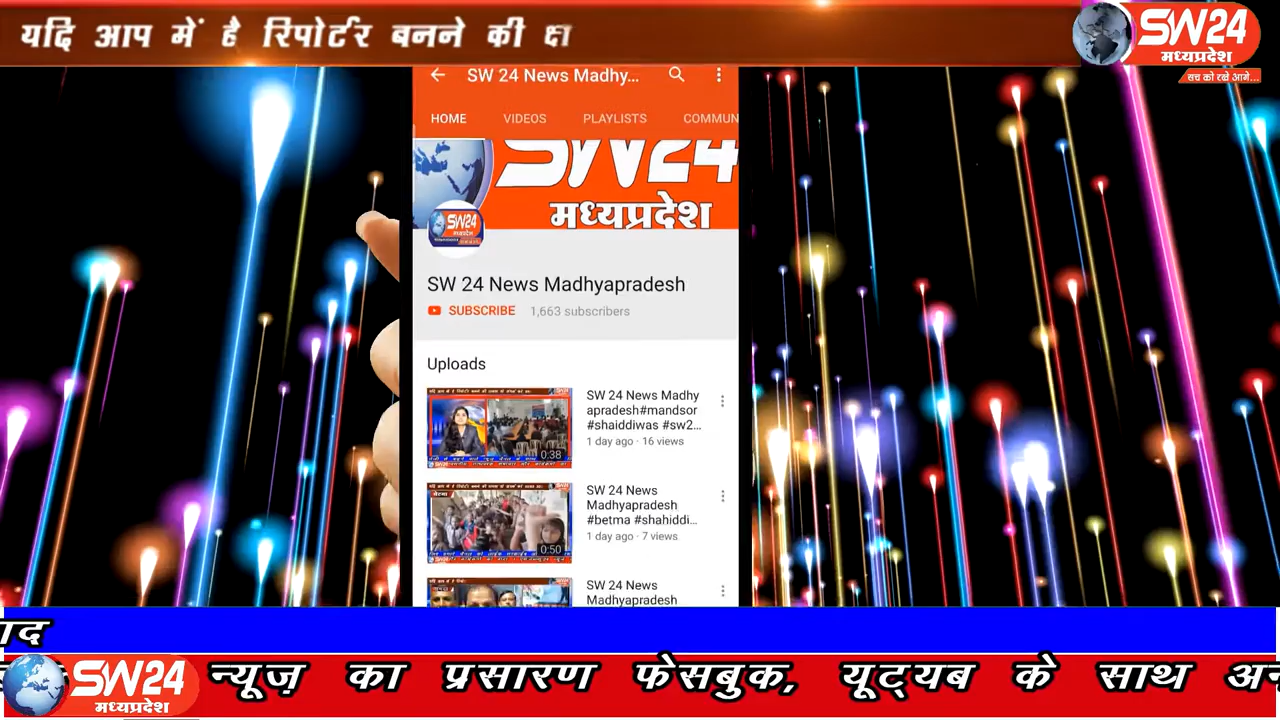 यदि आप में है रिपोर्टर बनने की क्ष
SW24
मध्यप्रदेश
सच को रखे आगे...
SW 24 News Madhy...
HOME VIDEOS PLAYLISTS COMMUN
SW24
मध्यप्रदेश
SW24
SW 24 News Madhyapradesh
SUBSCRIBE 1,663 subscribers
Uploads
SW 24 News Madhy
apradesh#mandsor
#shaiddiwas #sw2...
1 day ago · 16 views
0:38
SW 24 News
Madhyapradesh
#betma #shahiddi...
1 day ago · 7 views
0:50
SW 24 News
Madhyapradesh
ाद
SW24
मध्यप्रदेश
न्यूज़ का प्रसारण फेसबुक, यूट्यब के साथ अन